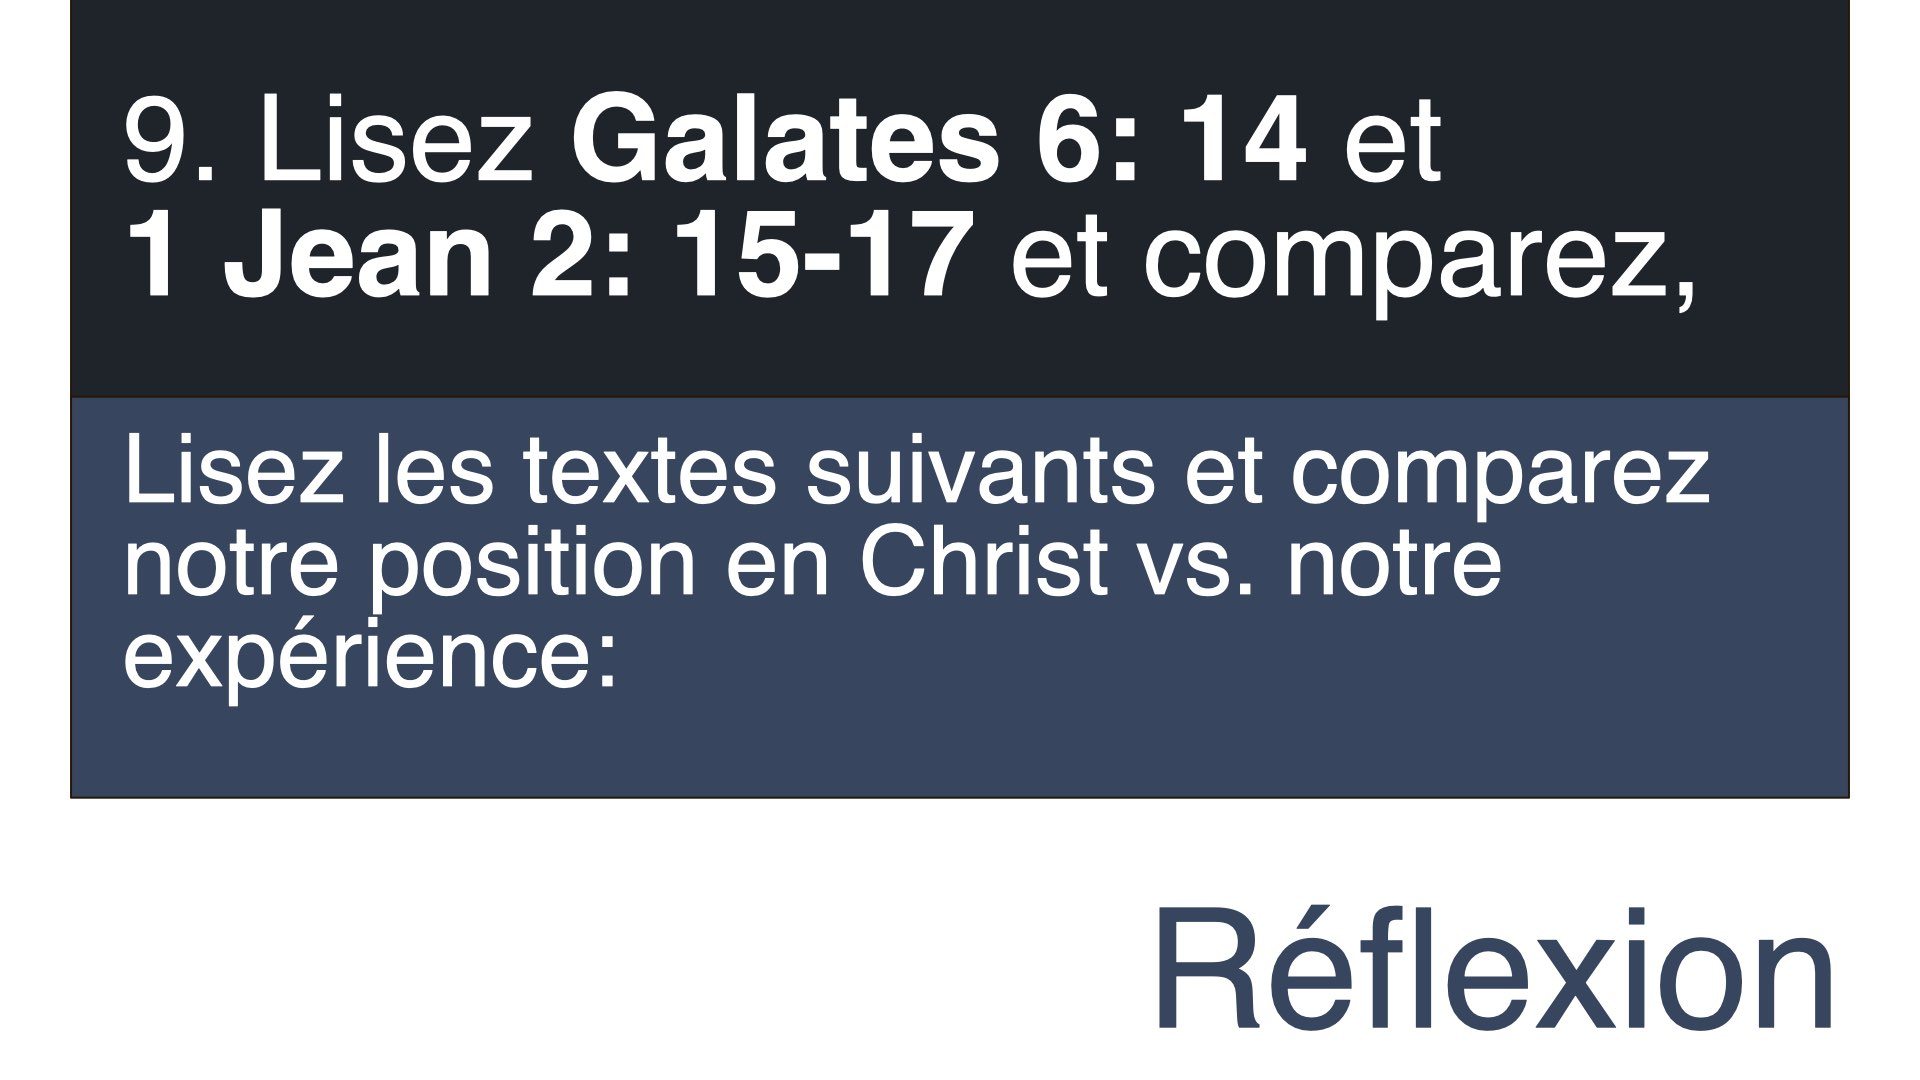 9. Lisez Galates 6: 14 et
1 Jean 2: 15-17 et comparez,
Lisez les textes suivants et comparez
notre position en Christ vs. notre
expérience:
Réflexion